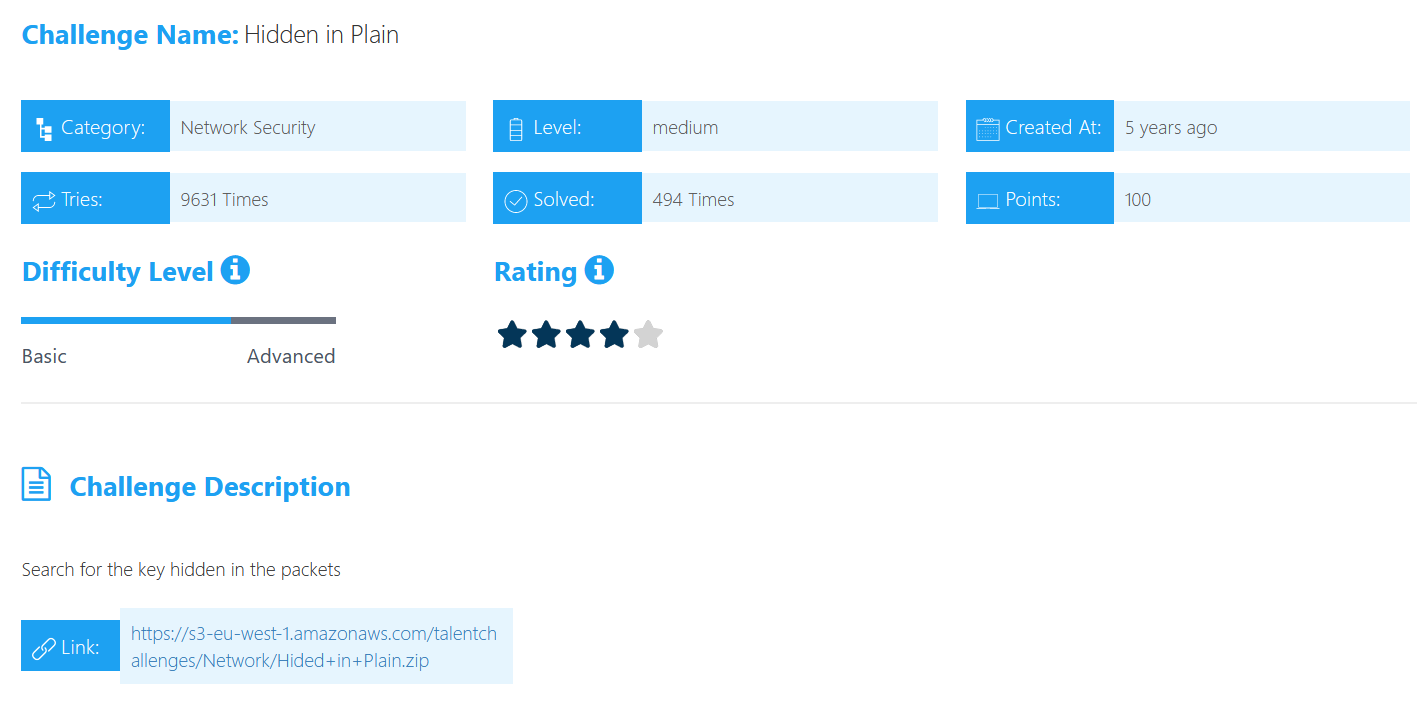 Challenge Name: Hidden in Plain
Category: Network Security
Level: medium
Created At: 5 years ago
Tries: 9631 Times
Solved: 494 Times
Points: 100
Difficulty Level
Rating
Basic
Advanced
Challenge Description
Search for the key hidden in the packets
Link: https://s3-eu-west-1.amazonaws.com/talentch
allenges/Network/Hided+in+Plain.zip